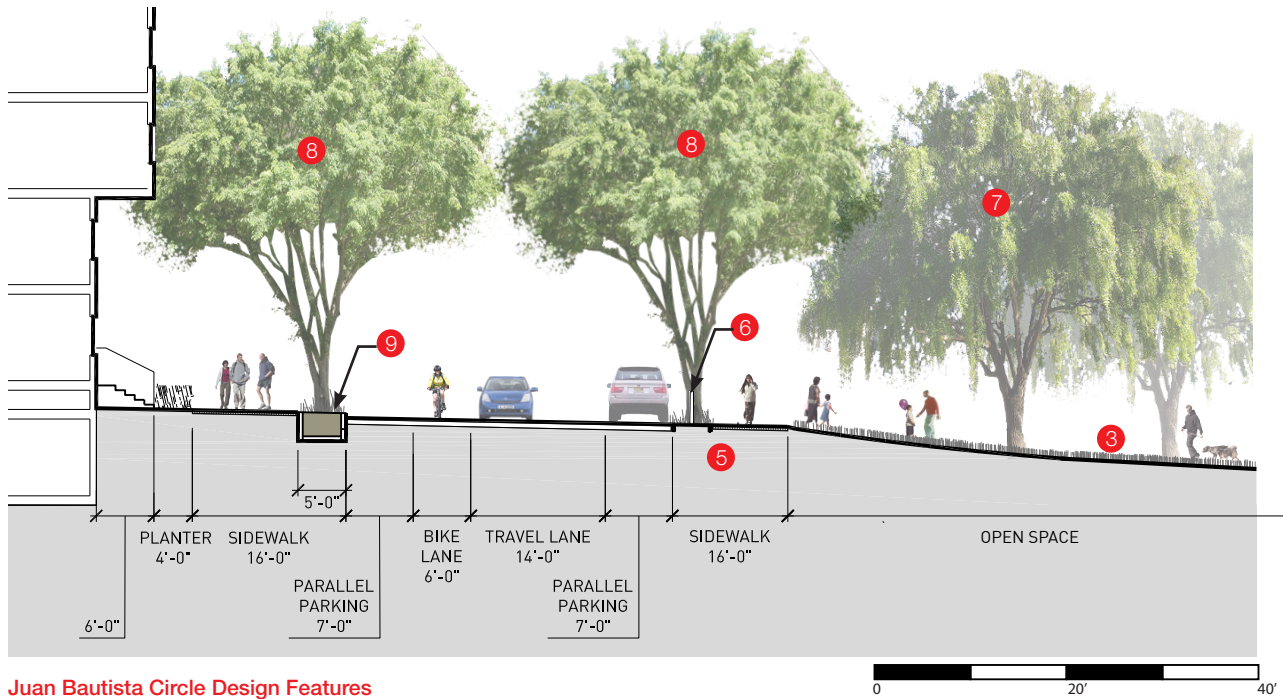 8
8
7
6
9
3
5
5'-0"
PLANTER
4'-0"
SIDEWALK
16'-0"
BIKE
LANE
6'-0"
TRAVEL LANE
14'-0"
SIDEWALK
16'-0"
OPEN SPACE
6'-0"
PARALLEL
PARKING
7'-0"
PARALLEL
PARKING
7'-0"
Juan Bautista Circle Design Features
0 20' 40'